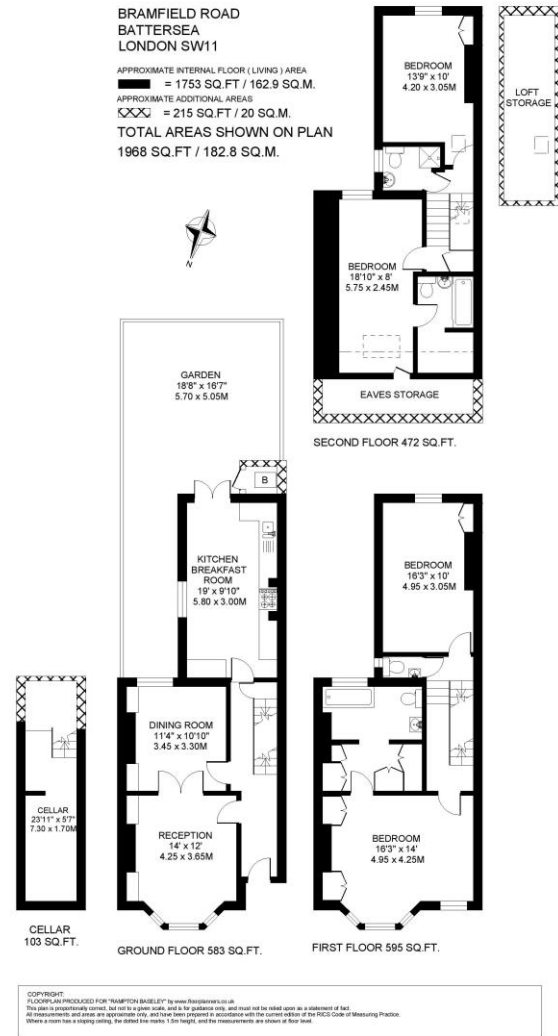 BRAMFIELD ROAD
BATTERSEA
LONDON SW11
APPROXIMATE INTERNAL FLOOR ( LIVING ) AREA
= 1753 SQ.FT / 162.9 SQ.M.
APPROXIMATE ADDITIONAL AREAS
= 215 SQ.FT / 20 SQ.M.
TOTAL AREAS SHOWN ON PLAN
1968 SQ.FT / 182.8 SQ.M.
N
BEDROOM
13'9" x 10'
4.20 x 3.05M
LOFT
STORAGE
BEDROOM
18'10" x 8'
5.75 x 2.45M
EAVES STORAGE
SECOND FLOOR 472 SQ.FT.
GARDEN
18'8" x 16'7"
5.70 x 5.05M
B
KITCHEN
BREAKFAST
ROOM
19' x 9'10"
5.80 x 3.00M
BEDROOM
16'3" x 10'
4.95 x 3.05M
DINING ROOM
11'4" x 10'10"
3.45 x 3.30M
CELLAR
23'11" x 5'7"
7.30 x 1.70M
RECEPTION
14' x 12'
4.25 x 3.65M
BEDROOM
16'3" x 14'
4.95 x 4.25M
CELLAR
103 SQ.FT.
GROUND FLOOR 583 SQ.FT.
FIRST FLOOR 595 SQ.FT.
COPYRIGHT:
FLOORPLAN PRODUCED FOR "RAMPTON BASELEY" by www.floorplanners.co.uk
This plan is proportionally correct, but not to a given scale, and is for guidance only, and must not be relied upon as a statement of fact.
All measurements and areas are approximate only, and have been prepared in accordance with the current edition of the RICS Code of Measuring Practice.
Where a room has a sloping ceiling, the dotted line marks 1.5m height, and the measurements are shown at floor level.